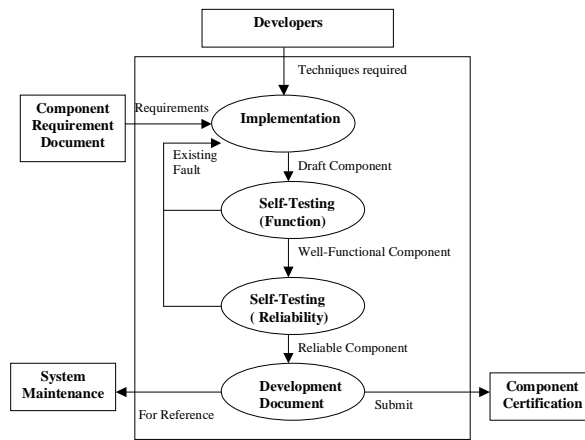 Developers
Techniques required
Component
Requirement
Document
Requirements
Implementation
Existing
Fault
Draft Component
Self-Testing
(Function)
Well-Functional Component
Self-Testing
( Reliability)
Reliable Component
System
Maintenance
For Reference
Development
Document
Submit
Component
Certification